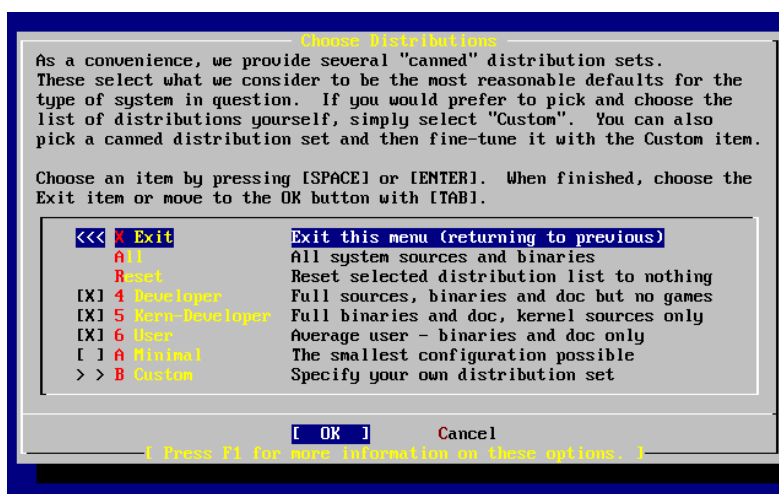 Choose Distributions
As a convenience, we provide several "canned" distribution sets.
These select what we consider to be the most reasonable defaults for the
type of system in question.  If you would prefer to pick and choose the
list of distributions yourself, simply select "Custom".  You can also
pick a canned distribution set and then fine-tune it with the Custom item.
Choose an item by pressing [SPACE] or [ENTER].  When finished, choose the
Exit item or move to the OK button with [TAB].
<<< X Exit Exit this menu (returning to previous)
All All system sources and binaries
Reset Reset selected distribution list to nothing
[X] 4 Developer Full sources, binaries and doc but no games
[X] 5 Kern-Developer Full binaries and doc, kernel sources only
[X] 6 User Average user - binaries and doc only
[ ] A Minimal The smallest configuration possible
> > B Custom Specify your own distribution set
[  OK  ] Cancel
[ Press F1 for more information on these options. ]